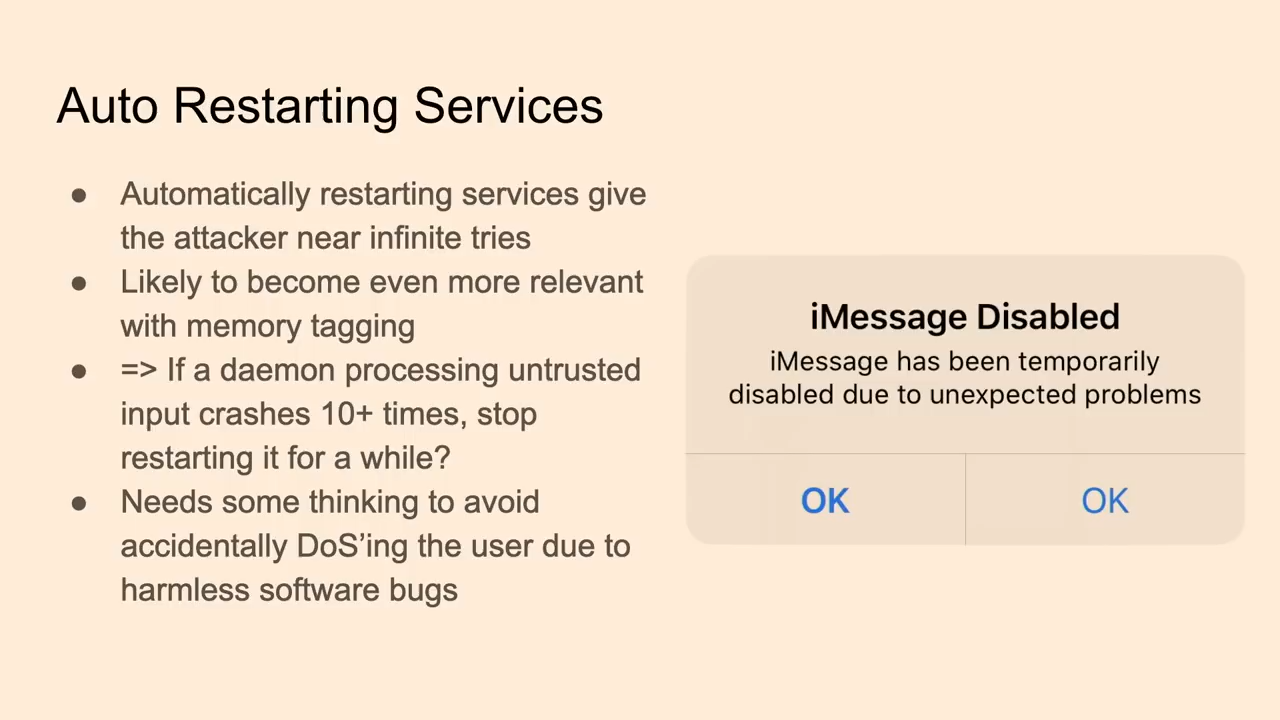 Auto Restarting Services
● Automatically restarting services give
the attacker near infinite tries
● Likely to become even more relevant
with memory tagging
● => If a daemon processing untrusted
input crashes 10+ times, stop
restarting it for a while?
● Needs some thinking to avoid
accidentally DoS’ing the user due to
harmless software bugs
iMessage Disabled
iMessage has been temporarily
disabled due to unexpected problems
OK
OK